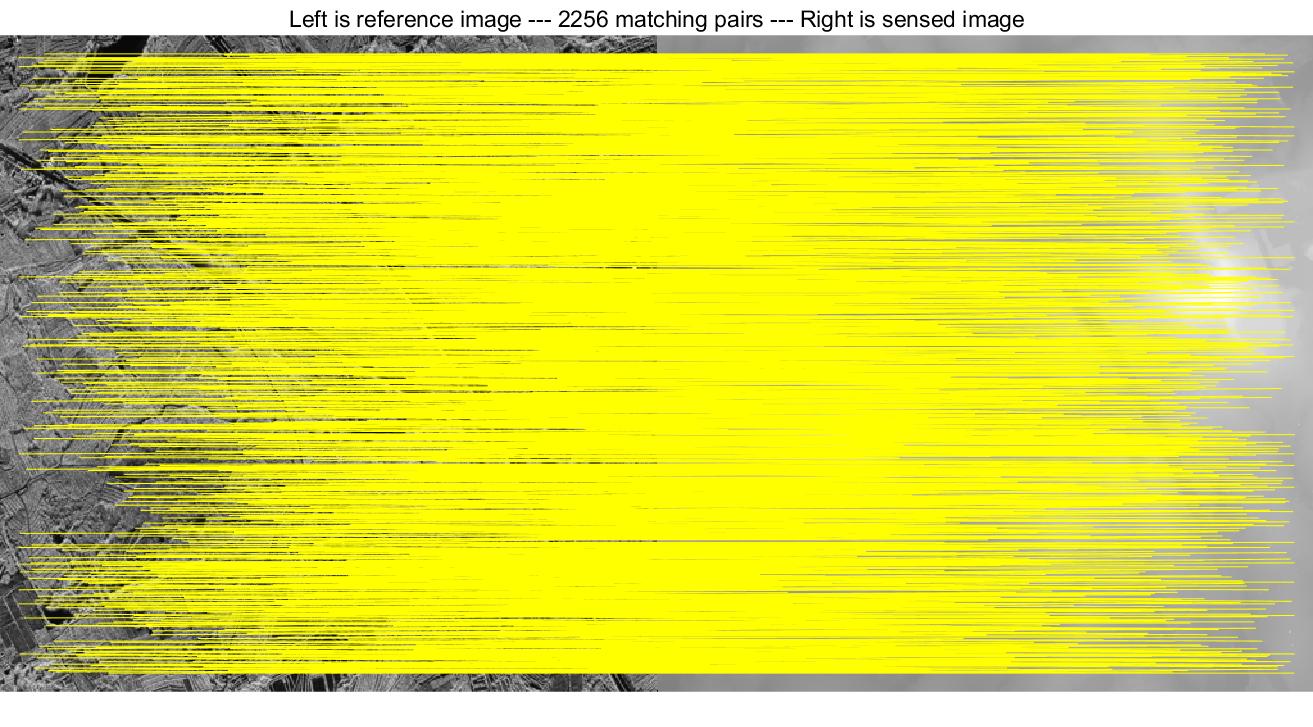 Left is reference image --- 2256 matching pairs --- Right is sensed image